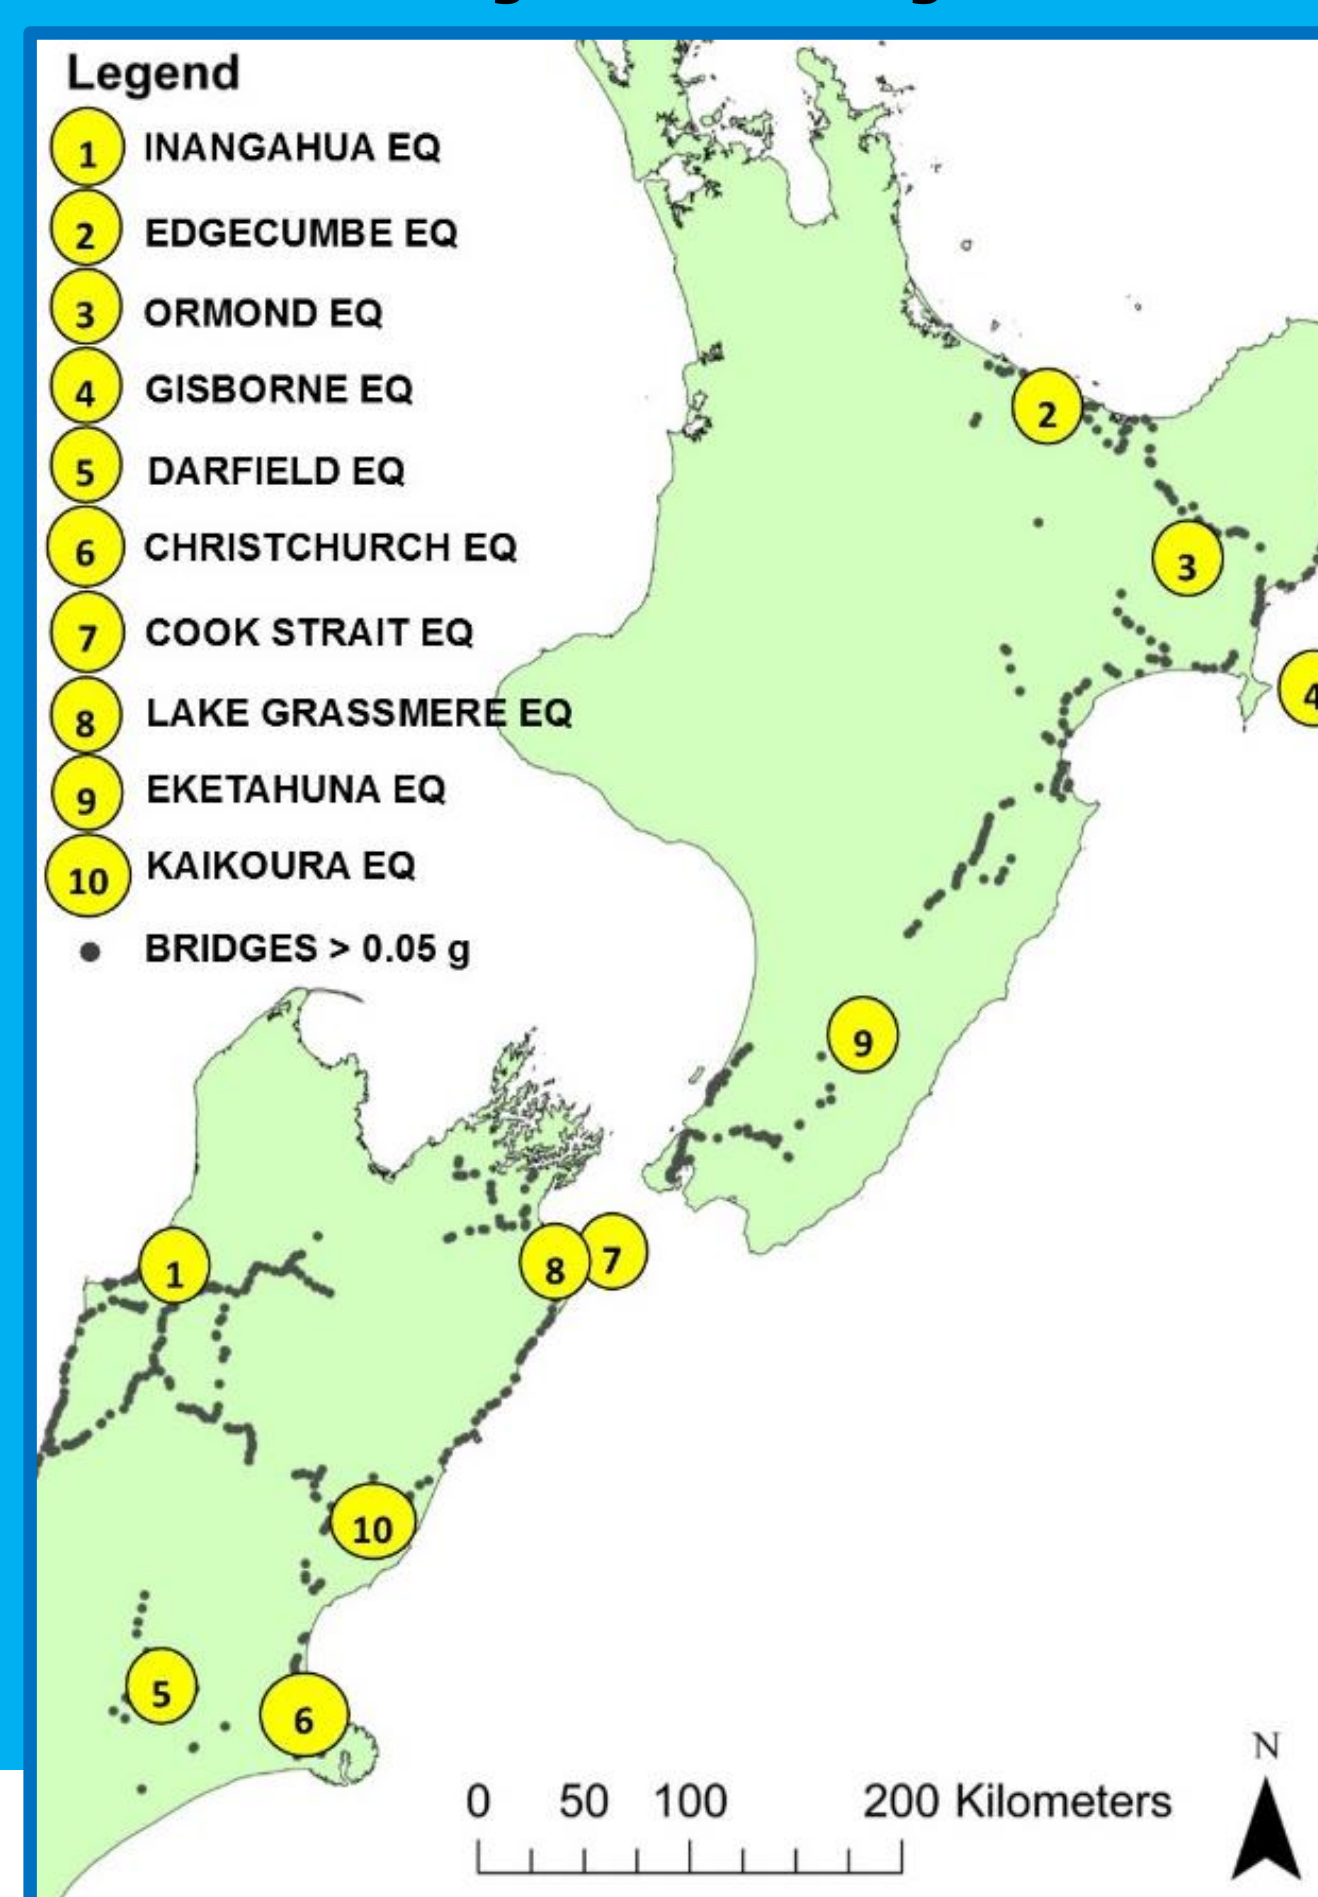 Legend
1 INANGAHUA EQ
2 EDGECUMBE EQ
3 ORMOND EQ
4 GISBORNE EQ
5 DARFIELD EQ
6 CHRISTCHURCH EQ
7 COOK STRAIT EQ
8 LAKE GRASSMERE EQ
9 EKETAHUNA EQ
10 KAIKOURA EQ
BRIDGES > 0.05 g
2
3
4
9
1
8 7
10
5
6
N
0 50 100 200 Kilometers